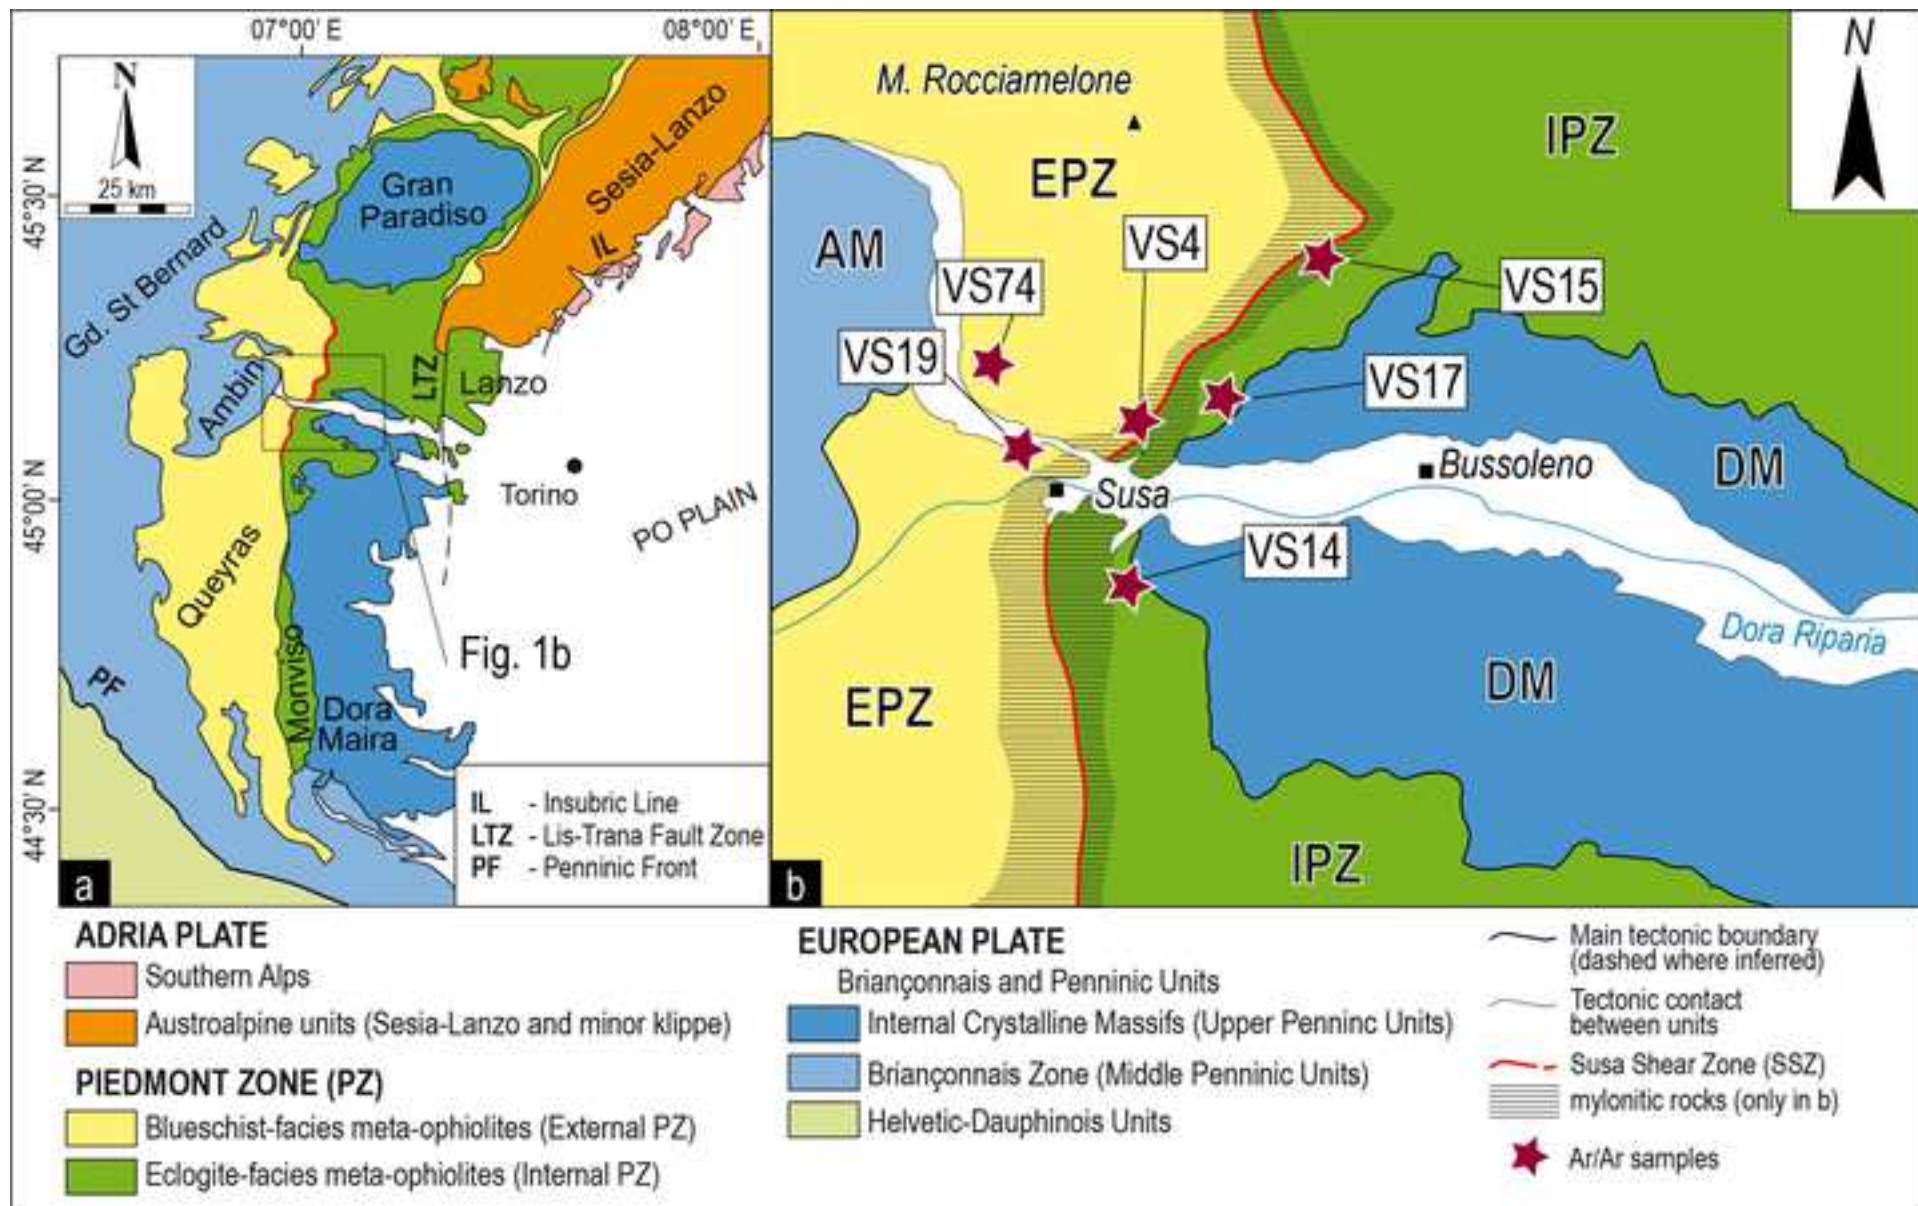 07°00' E
08°00' E
N
25 km
45°30' N
45°00' N
44°30' N
Gran
Paradiso
Sesia-Lanzo
IL
Gd. St Bernard
Ambin
LTZ
Lanzo
Torino
PO PLAIN
Queyras
Monviso
Fig. 1b
PF
Dora
Maira
IL - Insubric Line
LTZ - Lis-Trana Fault Zone
PF - Penninic Front
a
N
M. Rocciamelone
IPZ
EPZ
AM
VS4
VS74
VS15
VS19
VS17
Bussoleno
DM
Susa
VS14
Dora Riparia
DM
EPZ
IPZ
b
ADRIA PLATE
Southern Alps
Austroalpine units (Sesia-Lanzo and minor klippe)
PIEDMONT ZONE (PZ)
Blueschist-facies meta-ophiolites (External PZ)
Eclogite-facies meta-ophiolites (Internal PZ)
EUROPEAN PLATE
Briançonnais and Penninic Units
Internal Crystalline Massifs (Upper Penninc Units)
Briançonnais Zone (Middle Penninic Units)
Helvetic-Dauphinois Units
Main tectonic boundary
(dashed where inferred)
Tectonic contact
between units
Susa Shear Zone (SSZ)
mylonitic rocks (only in b)
Ar/Ar samples